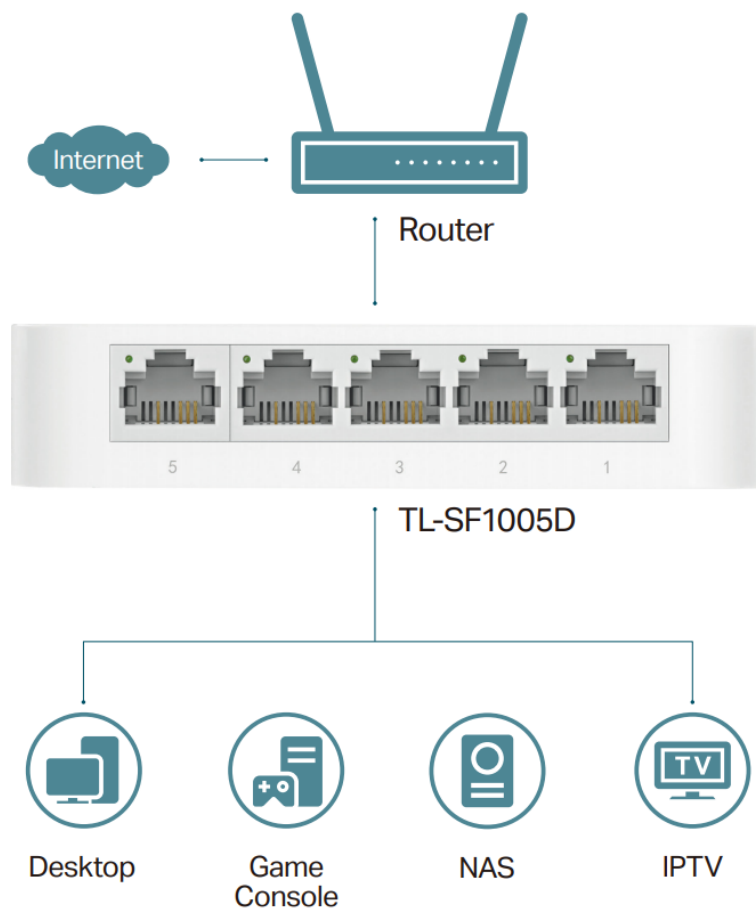 Internet
Router
5 4 3 2 1
TL-SF1005D
TV
Desktop
Game
Console
NAS
IPTV